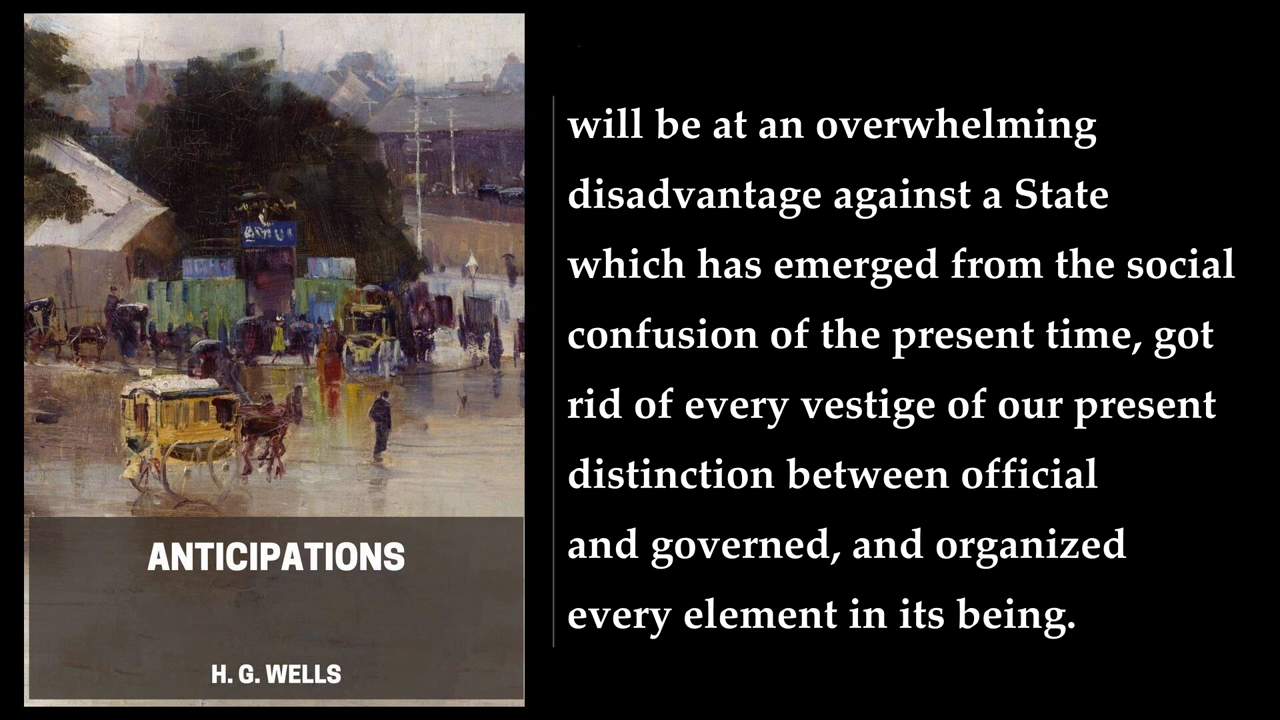 ANTICIPATIONS
H. G. WELLS
will be at an overwhelming
disadvantage against a State
which has emerged from the social
confusion of the present time, got
rid of every vestige of our present
distinction between official
and governed, and organized
every element in its being.